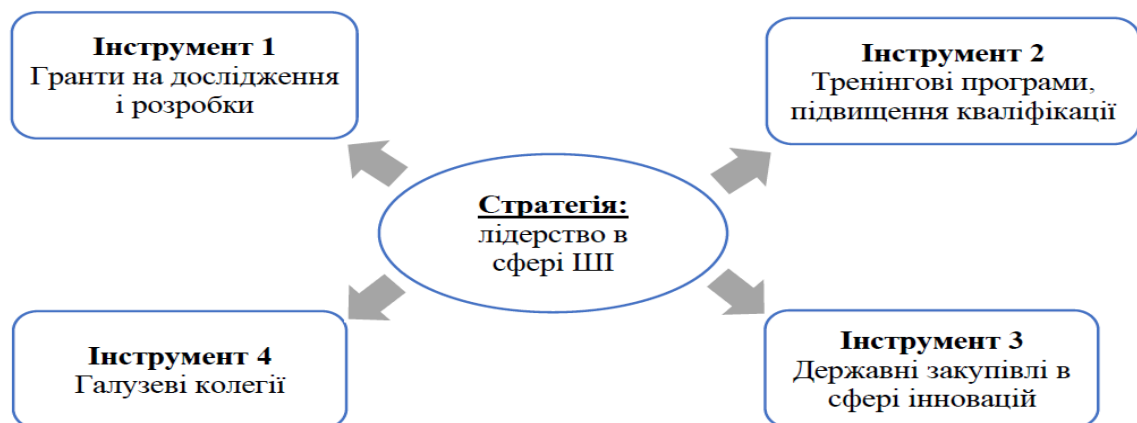 Інструмент 1
Гранти на дослідження
і розробки
Інструмент 2
Тренінгові програми,
підвищення кваліфікації
Стратегія:
лідерство в
сфері ШІ
Інструмент 4
Галузеві колегії
Інструмент 3
Державні закупівлі в
сфері інновацій